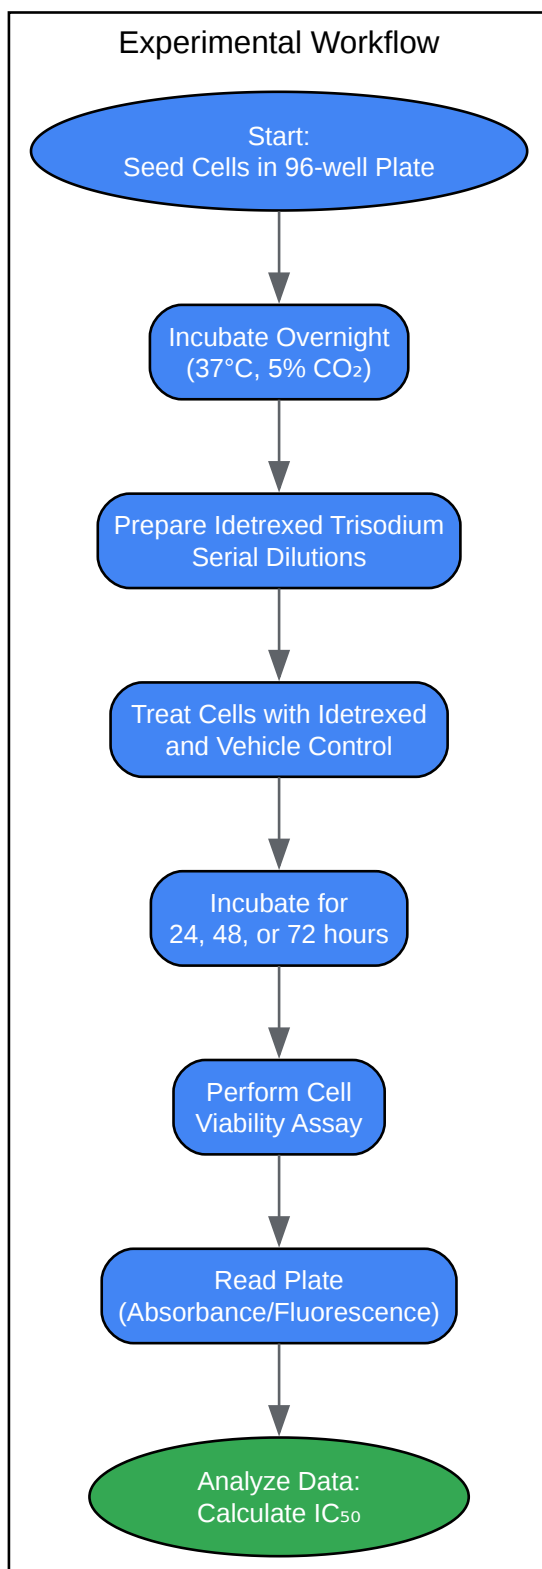 Experimental Workflow
Start:
Seed Cells in 96-well Plate
Incubate Overnight
(37°C, 5% CO₂)
Prepare Idetrexed Trisodium
Serial Dilutions
Treat Cells with Idetrexed
and Vehicle Control
Incubate for
24, 48, or 72 hours
Perform Cell
Viability Assay
Read Plate
(Absorbance/Fluorescence)
Analyze Data:
Calculate IC₅₀